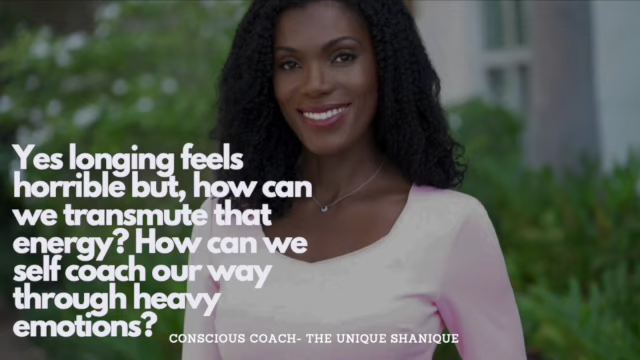 Yes longing feels
horrible but, how can
we transmute that
energy? How can we
self coach our way
through heavy
emotions?
CONSCIOUS COACH- THE UNIQUE SHANIQUE